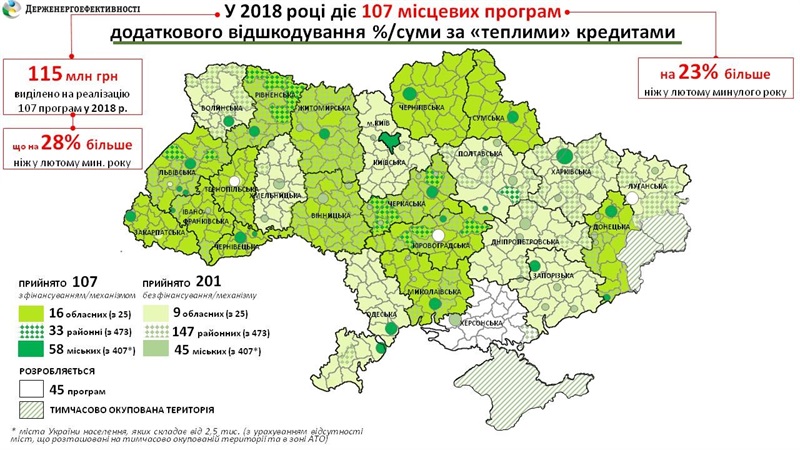 ДЕРЖЕНЕРГОЕФЕКТИВНОСТІ
У 2018 році діє 107 місцевих програм
додаткового відшкодування %/суми за «теплими» кредитами
115 млн грн
виділено на реалізацію
107 програм у 2018 р.
що на 28% більше
ніж у лютому мин. року
на 23% більше
ніж у лютому минулого року
ВОЛИНСЬКА
РІВНЕНСЬКА
ЖИТОМИРСЬКА
м.КИЇВ
КИЇВСЬКА
ЧЕРНІГІВСЬКА
СУМСЬКА
ЛЬВІВСЬКА
ТЕРНОПІЛЬСЬКА
ХМЕЛЬНИЦЬКА
ВІННИЦЬКА
ЧЕРКАСЬКА
ПОЛТАВСЬКА
ХАРКІВСЬКА
ЛУГАНСЬКА
ЗАКАРПАТСЬКА
ІВАНО
ФРАНКІВСЬКА
ЧЕРНІВЕЦЬКА
КІРОВОГРАДСЬКА
ДНІПРОПЕТРОВСЬКА
ДОНЕЦЬКА
ЗАПОРІЗЬКА
МИКОЛАЇВСЬКА
ОДЕСЬКА
ХЕРСОНСЬКА
ПРИЙНЯТО 107
з фінансуванням/механізмом
16 обласних (з 25)
33 районні (з 473)
58 міських (з 407*)
ПРИЙНЯТО 201
без фінансування/механізму
9 обласних (з 25)
147 районних (з 473)
45 міських (з 407*)
РОЗРОБЛЯЄТЬСЯ
45 програм
ТИМЧАСОВО ОКУПОВАНА ТЕРИТОРІЯ
* міста України населення, яких складає від 2,5 тис. (з урахуванням відсутності
міст, що розташовані на тимчасово окупованій території та в зоні АТО)